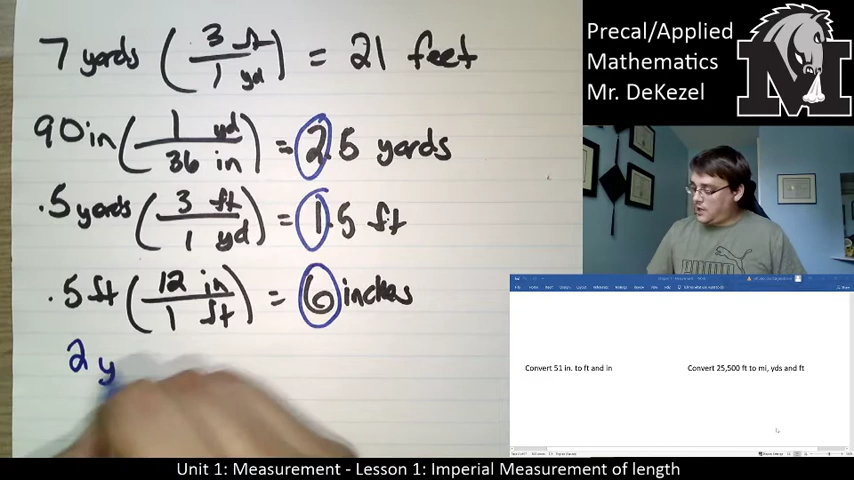 7 yards ( 3 ft / 1 yd ) = 21 feet
90 in ( 1 yd / 36 in ) = 2.5 yards
.5 yards ( 3 ft / 1 yd ) = 1.5 ft
.5 ft ( 12 in / 1 ft ) = 6 inches
2 y
Precal/Applied
Mathematics
Mr. DeKezel
M
Convert 51 in. to ft and in
Convert 25,500 ft to mi, yds and ft
Unit 1: Measurement - Lesson 1: Imperial Measurement of length